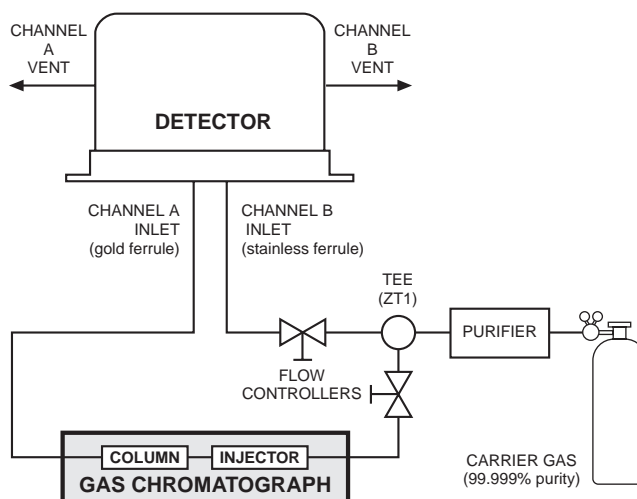 CHANNEL
A
VENT
CHANNEL
B
VENT
DETECTOR
CHANNEL A
INLET
(gold ferrule)
CHANNEL B
INLET
(stainless ferrule)
TEE
(ZT1)
PURIFIER
FLOW
CONTROLLERS
COLUMN
INJECTOR
GAS CHROMATOGRAPH
CARRIER GAS
(99.999% purity)